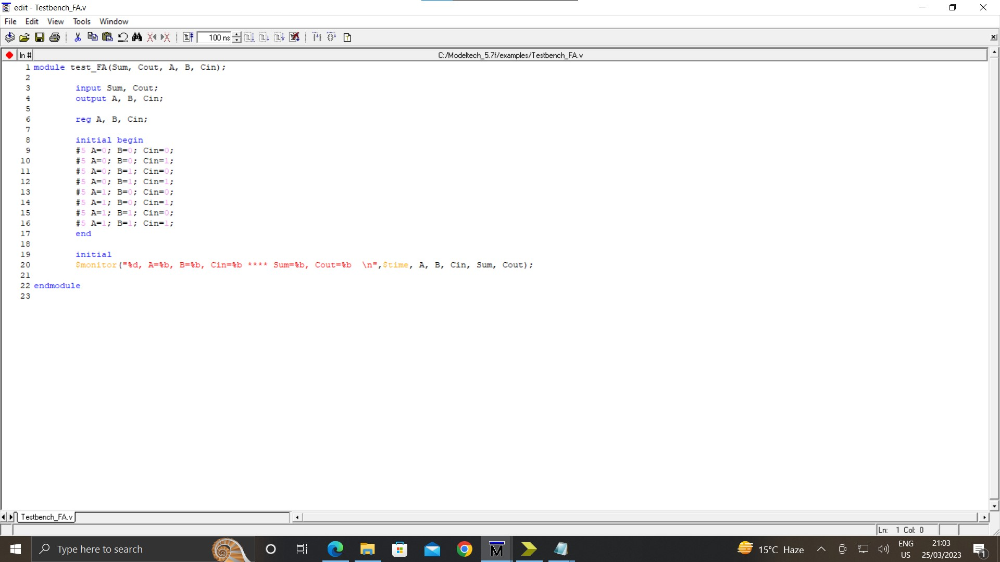 edit - Testbench_FA.v
File Edit View Tools Window
100 ns
ln # C:/Modeltech_5.7f/examples/Testbench_FA.v
1 module test_FA(Sum, Cout, A, B, Cin);
2
3 input Sum, Cout;
4 output A, B, Cin;
5
6 reg A, B, Cin;
7
8 initial begin
9 #5 A=0; B=0; Cin=0;
10 #5 A=0; B=0; Cin=1;
11 #5 A=0; B=1; Cin=0;
12 #5 A=0; B=1; Cin=1;
13 #5 A=1; B=0; Cin=0;
14 #5 A=1; B=0; Cin=1;
15 #5 A=1; B=1; Cin=0;
16 #5 A=1; B=1; Cin=1;
17 end
18
19 initial
20 $monitor("%d, A=%b, B=%b, Cin=%b **** Sum=%b, Cout=%b  \n",$time, A, B, Cin, Sum, Cout);
21
22 endmodule
23
Testbench_FA.v
Ln: 1 Col: 0
Type here to search
M
15°C Haze
ENG
US
21:03
25/03/2023
1